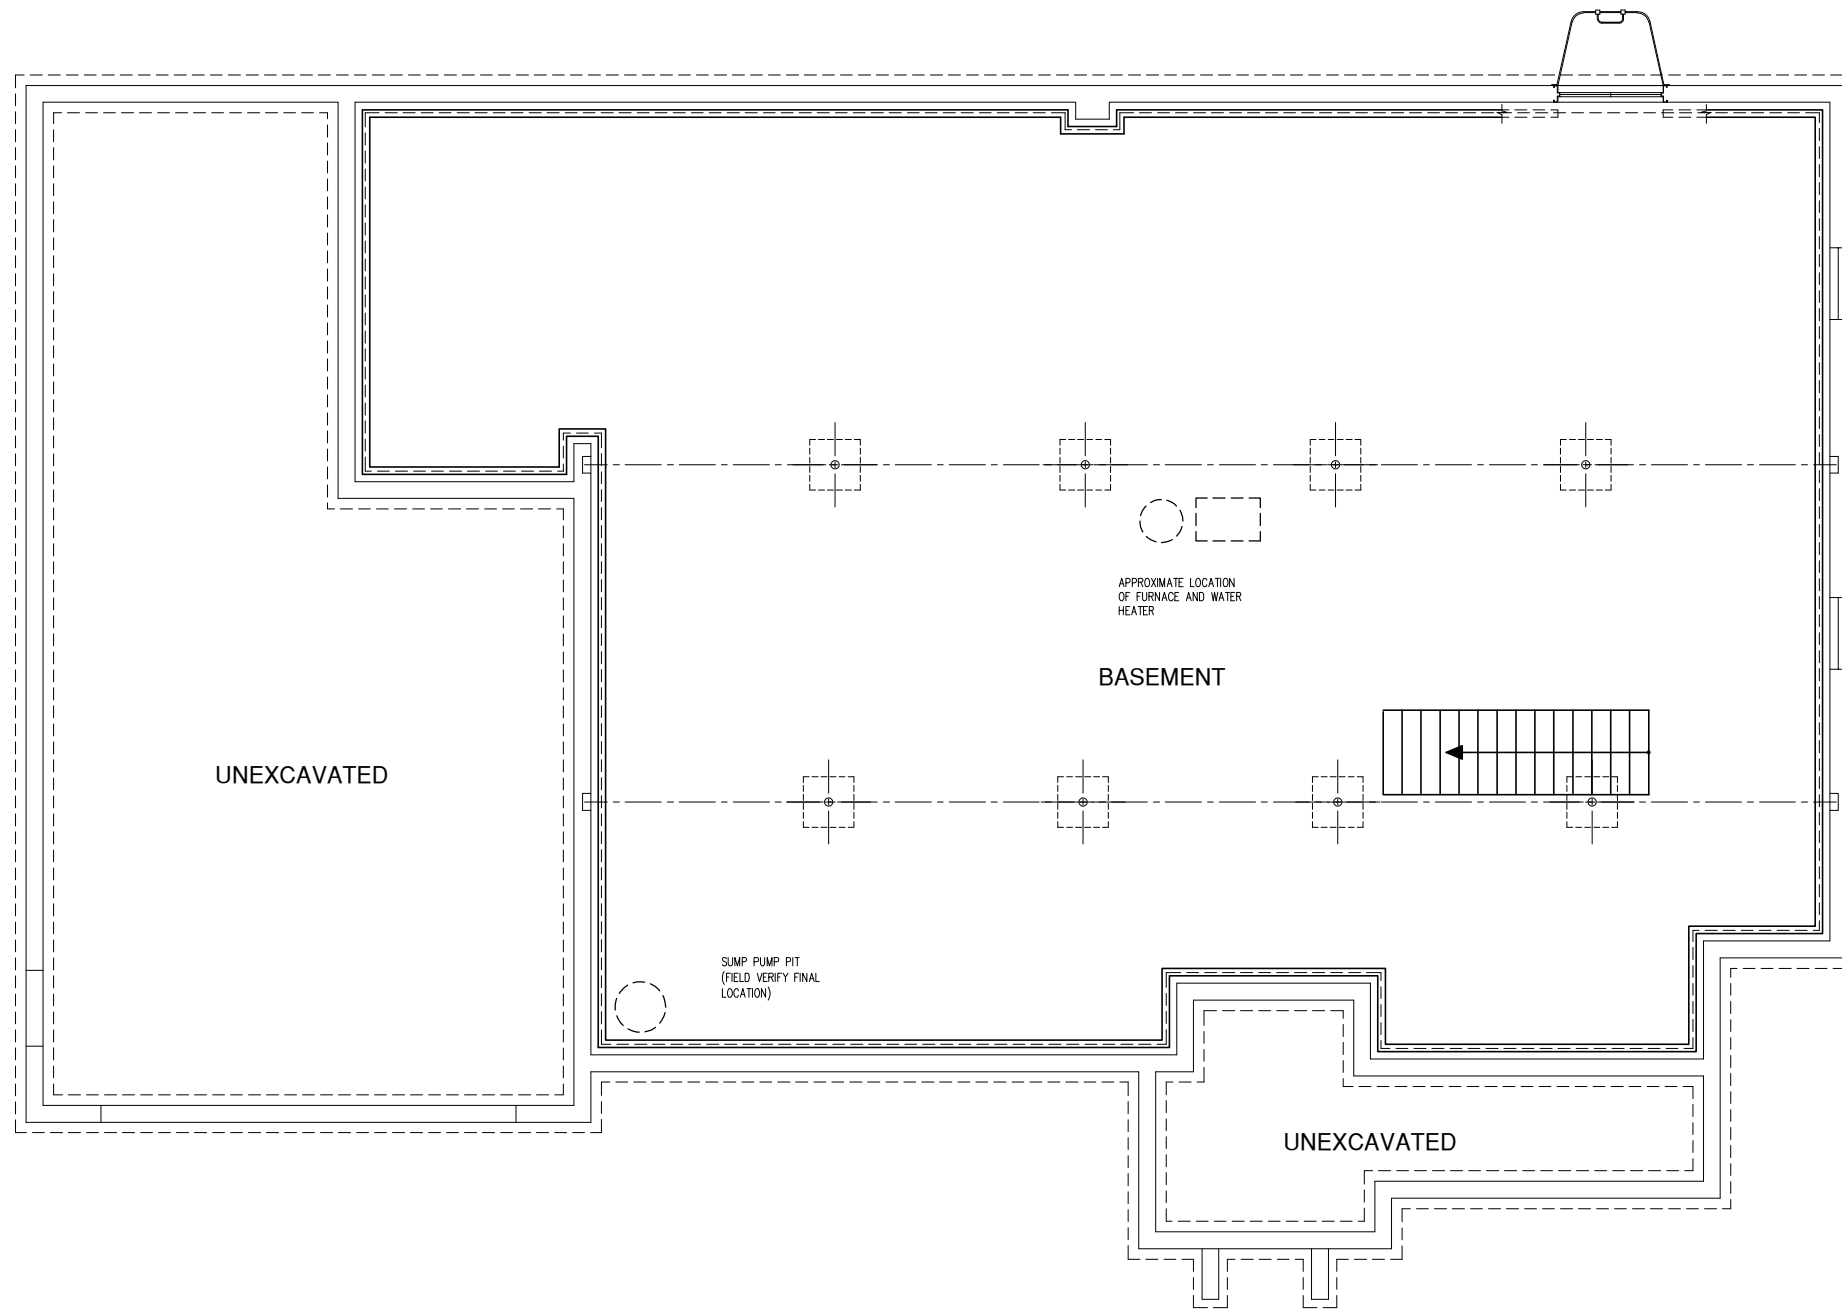 APPROXIMATE LOCATION
OF FURNACE AND WATER
HEATER
BASEMENT
UNEXCAVATED
SUMP PUMP PIT
(FIELD VERIFY FINAL
LOCATION)
UNEXCAVATED